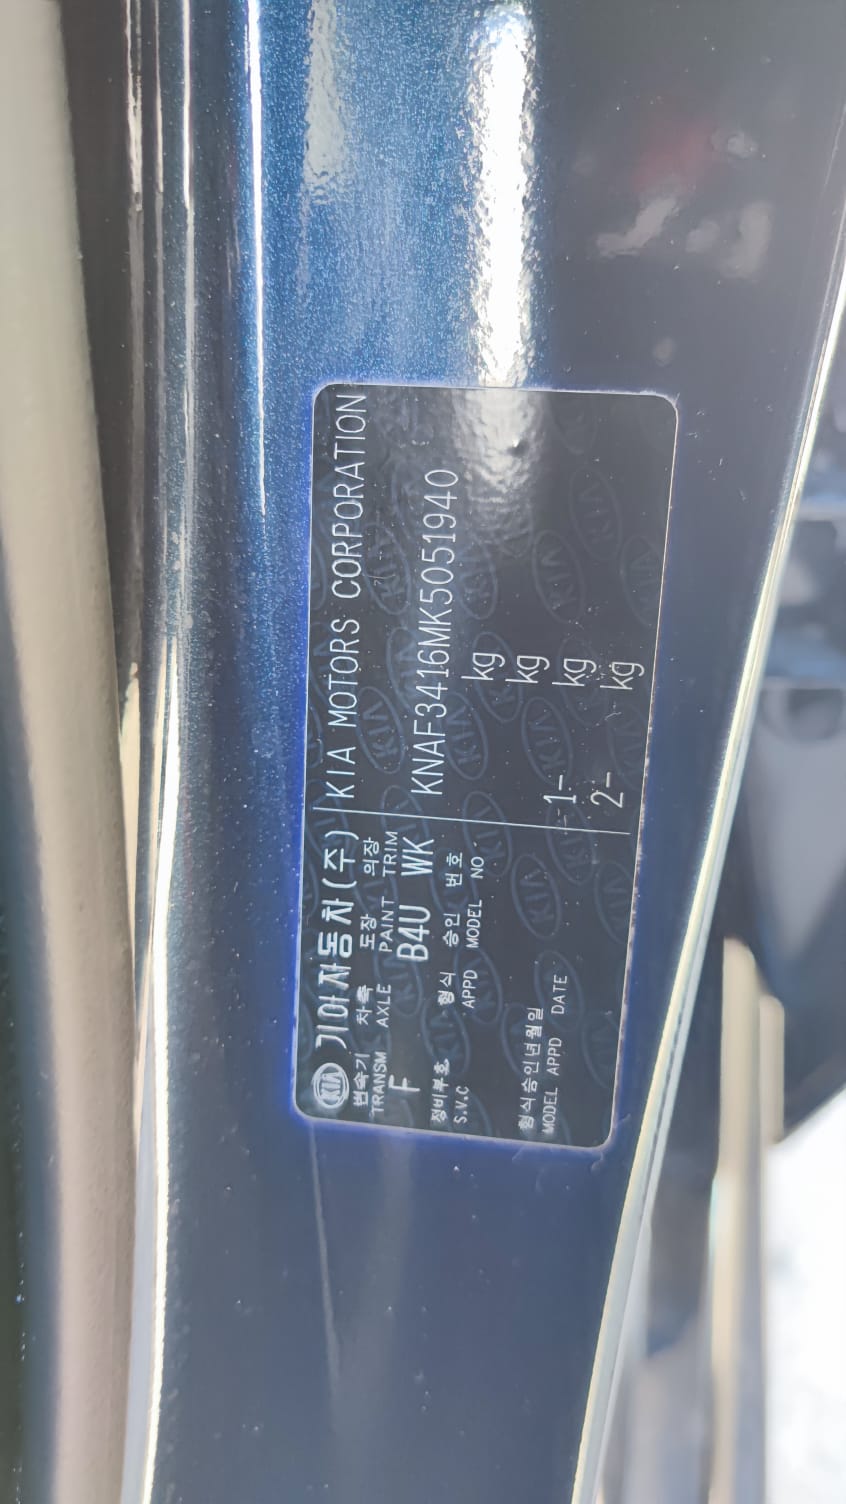 KIA 기아자동차(주) KIA MOTORS CORPORATION
변속기 차축 도장 의장
TRANSM AXLE PAINT TRIM
F B4U WK KNAF3416MK5051940
정비부호 형식 승인 번호
S.V.C APPD MODEL NO
kg
kg
형식승인년월일 1- kg
MODEL APPD DATE
2- kg